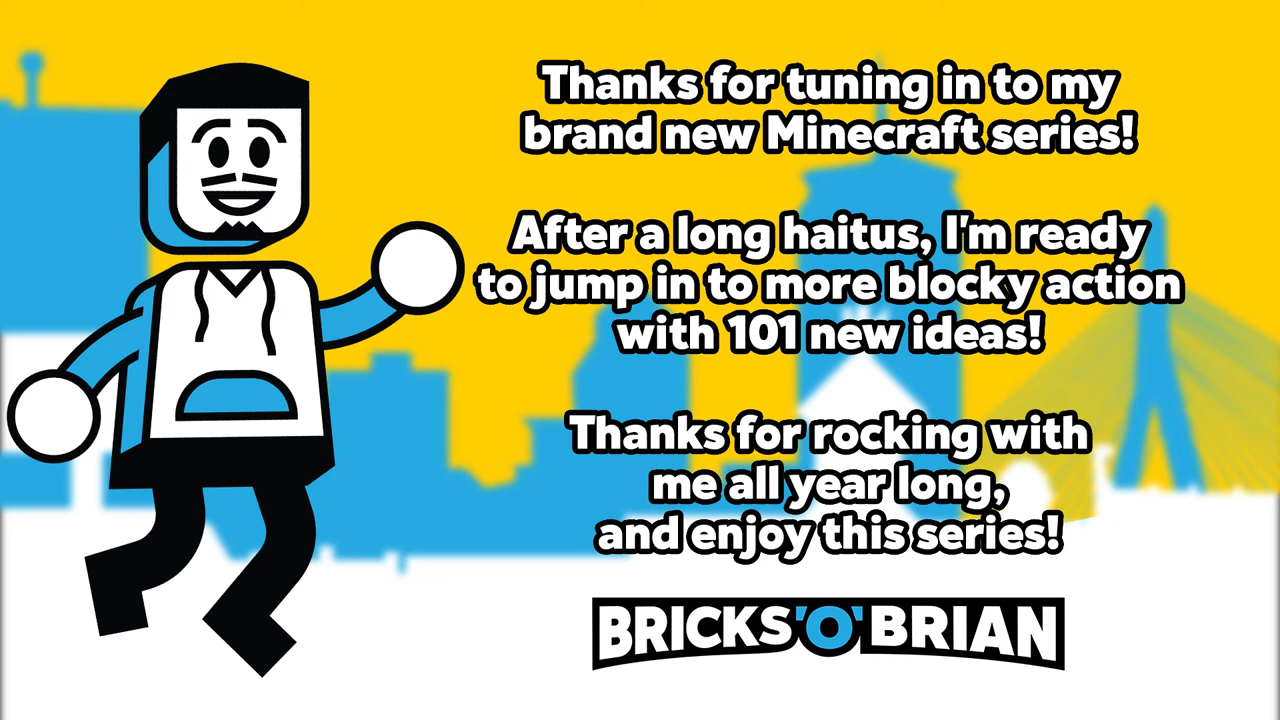 Thanks for tuning in to my
brand new Minecraft series!
After a long haitus, I'm ready
to jump in to more blocky action
with 101 new ideas!
Thanks for rocking with
me all year long,
and enjoy this series!
BRICKS'O'BRIAN